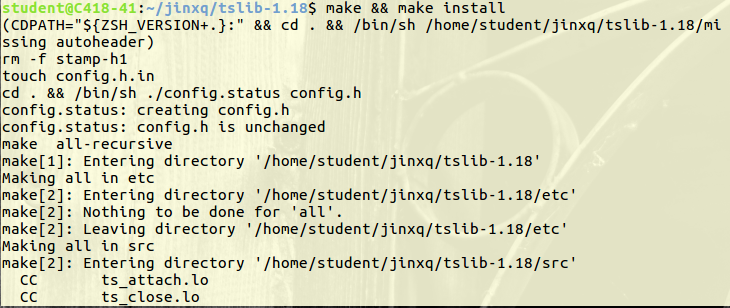 student@C418-41:~/jinxq/tslib-1.18$ make && make install
(CDPATH="${ZSH_VERSION+.}:" && cd . && /bin/sh /home/student/jinxq/tslib-1.18/mi
ssing autoheader)
rm -f stamp-h1
touch config.h.in
cd . && /bin/sh ./config.status config.h
config.status: creating config.h
config.status: config.h is unchanged
make  all-recursive
make[1]: Entering directory '/home/student/jinxq/tslib-1.18'
Making all in etc
make[2]: Entering directory '/home/student/jinxq/tslib-1.18/etc'
make[2]: Nothing to be done for 'all'.
make[2]: Leaving directory '/home/student/jinxq/tslib-1.18/etc'
Making all in src
make[2]: Entering directory '/home/student/jinxq/tslib-1.18/src'
  CC       ts_attach.lo
  CC       ts_close.lo